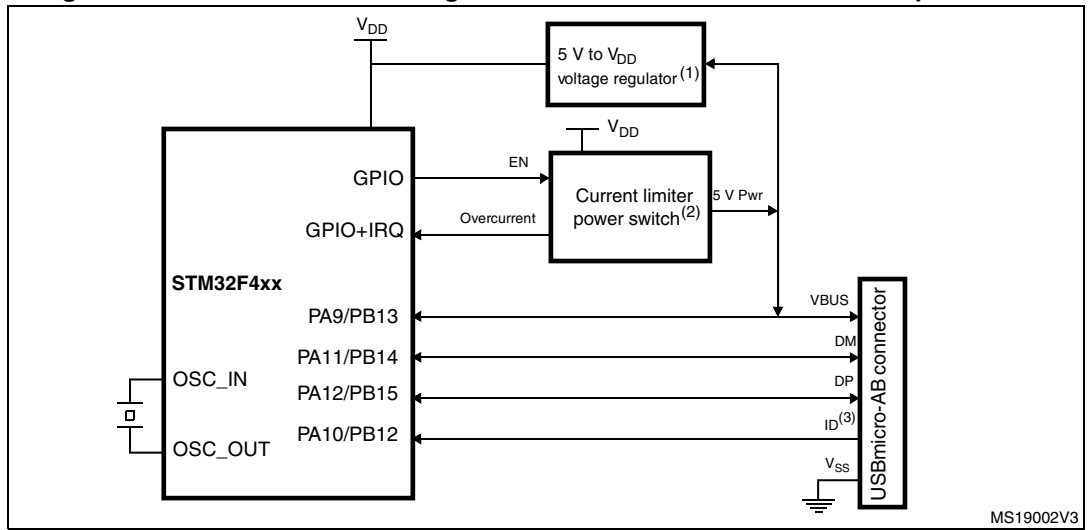 VDD
5 V to VDD
voltage regulator(1)
VDD
GPIO
EN
Current limiter
power switch(2)
5 V Pwr
GPIO+IRQ
Overcurrent
STM32F4xx
PA9/PB13
VBUS
PA11/PB14
DM
OSC_IN
PA12/PB15
DP
PA10/PB12
ID(3)
OSC_OUT
VSS
USBmicro-AB connector
MS19002V3